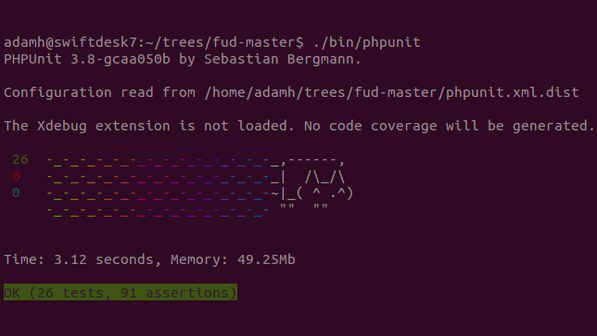 adamh@swiftdesk7:~/trees/fud-master$ ./bin/phpunit
PHPUnit 3.8-gcaa050b by Sebastian Bergmann.
Configuration read from /home/adamh/trees/fud-master/phpunit.xml.dist
The Xdebug extension is not loaded. No code coverage will be generated.
26  -_-_-_-_-_-_-_-_-_-_-_-_-_-_,------,
0   -_-_-_-_-_-_-_-_-_-_-_-_-_-_|  /\_/\
0   -_-_-_-_-_-_-_-_-_-_-_-_-_-~|_( ^ .^)
    -_-_-_-_-_-_-_-_-_-_-_-_-_- ""  ""
Time: 3.12 seconds, Memory: 49.25Mb
OK (26 tests, 91 assertions)